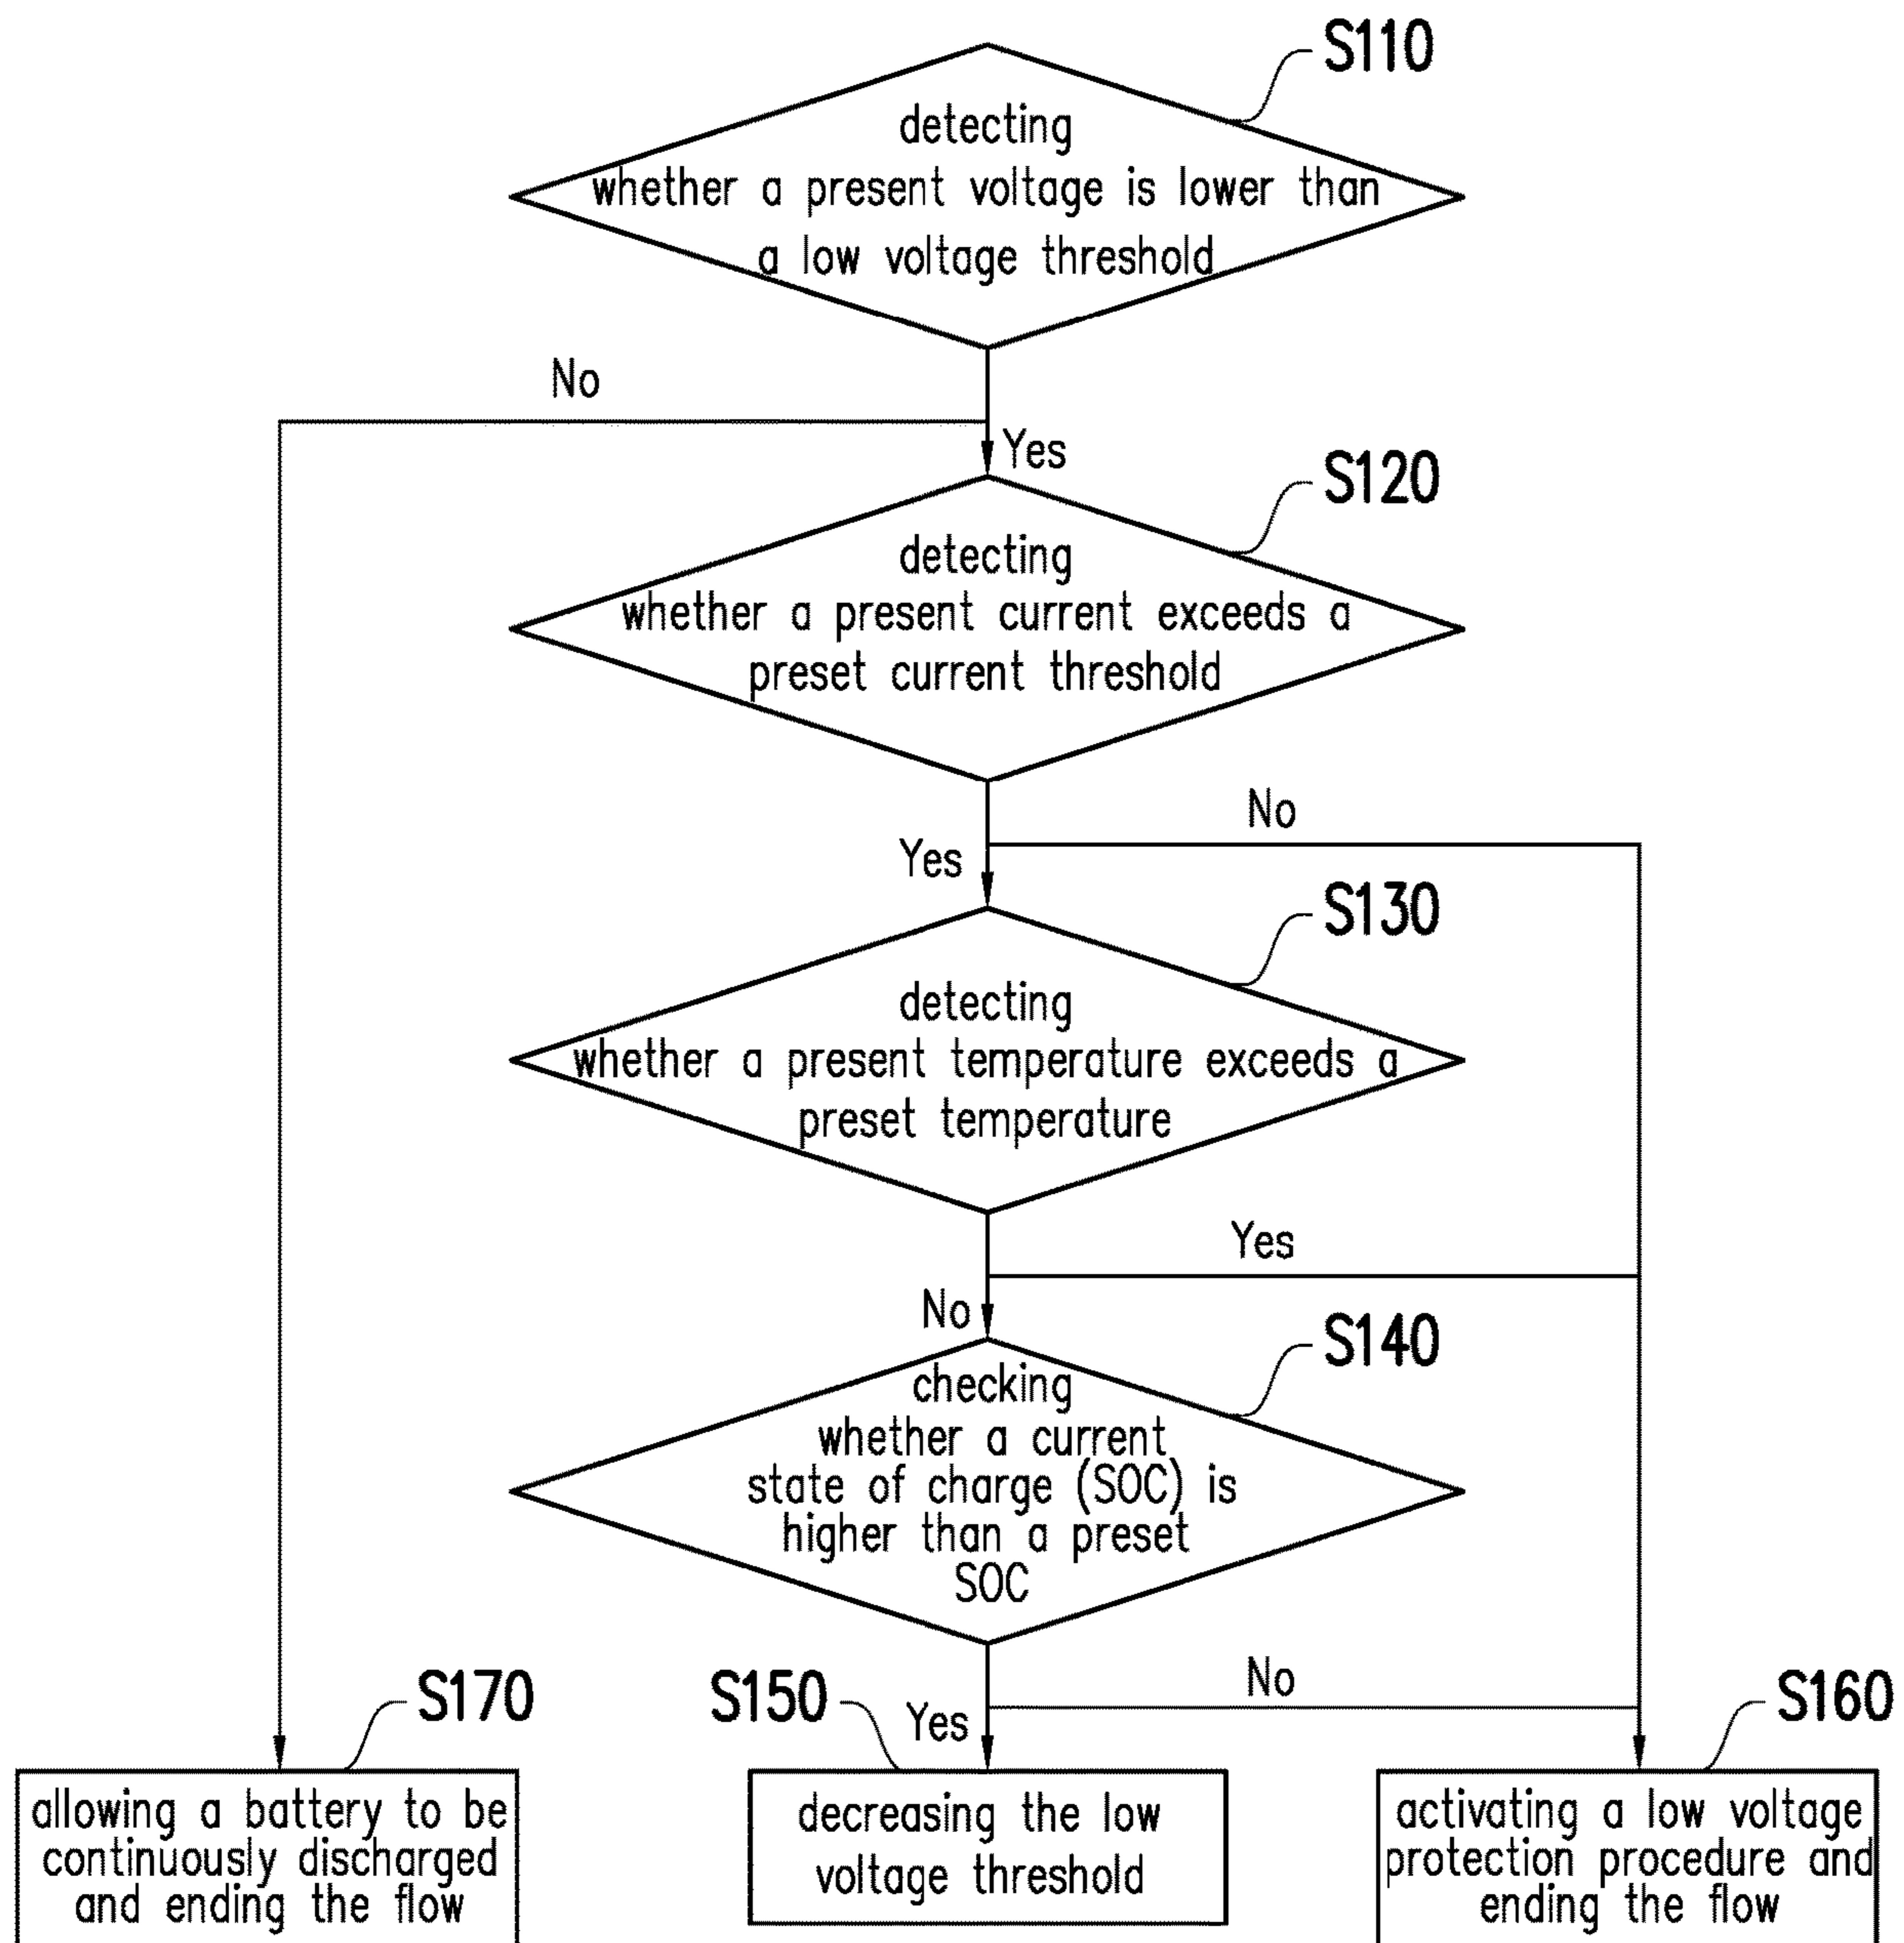 S110
detecting
whether a present voltage is lower than
a low voltage threshold
No
Yes
S120
detecting
whether a present current exceeds a
preset current threshold
No
Yes
S130
detecting
whether a present temperature exceeds a
preset temperature
Yes
No
S140
checking
whether a current
state of charge (SOC) is
higher than a preset
SOC
S170
S150
Yes
No
S160
allowing a battery to be
continuously discharged
and ending the flow
decreasing the low
voltage threshold
activating a low voltage
protection procedure and
ending the flow